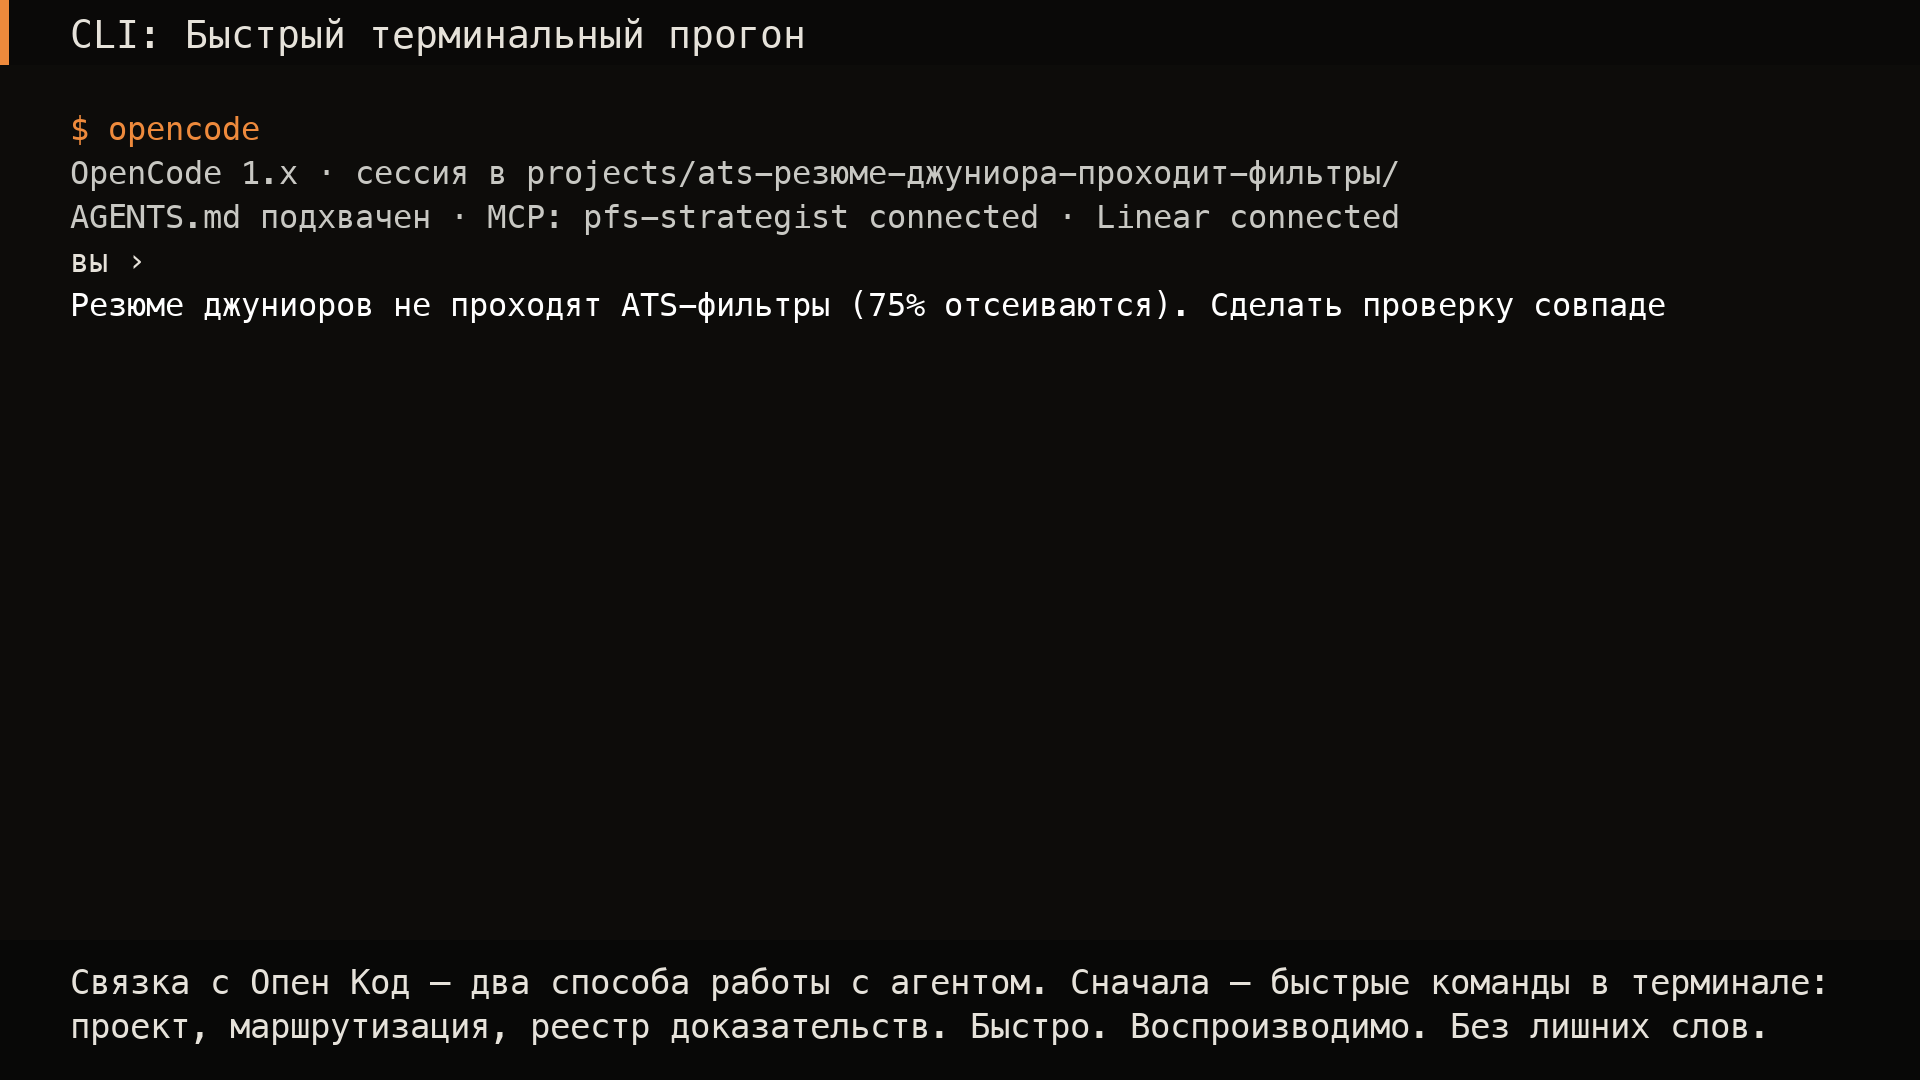 CLI: Быстрый терминальный прогон
$ opencode
OpenCode 1.x · сессия в projects/ats-резюме-джуниора-проходит-фильтры/
AGENTS.md подхвачен · MCP: pfs-strategist connected · Linear connected
вы ›
Резюме джуниоров не проходят ATS-фильтры (75% отсеиваются). Сделать проверку совпаде
Связка с Опен Код — два способа работы с агентом. Сначала — быстрые команды в терминале:
проект, маршрутизация, реестр доказательств. Быстро. Воспроизводимо. Без лишних слов.